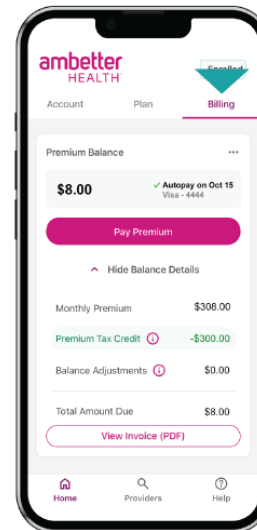 ambetter
HEALTH
Enrolled
Account Plan Billing
Premium Balance
$8.00
✓ Autopay on Oct 15
Visa - 4444
Pay Premium
Hide Balance Details
Monthly Premium $308.00
Premium Tax Credit -$300.00
Balance Adjustments $0.00
Total Amount Due $8.00
View Invoice (PDF)
Home Providers Help